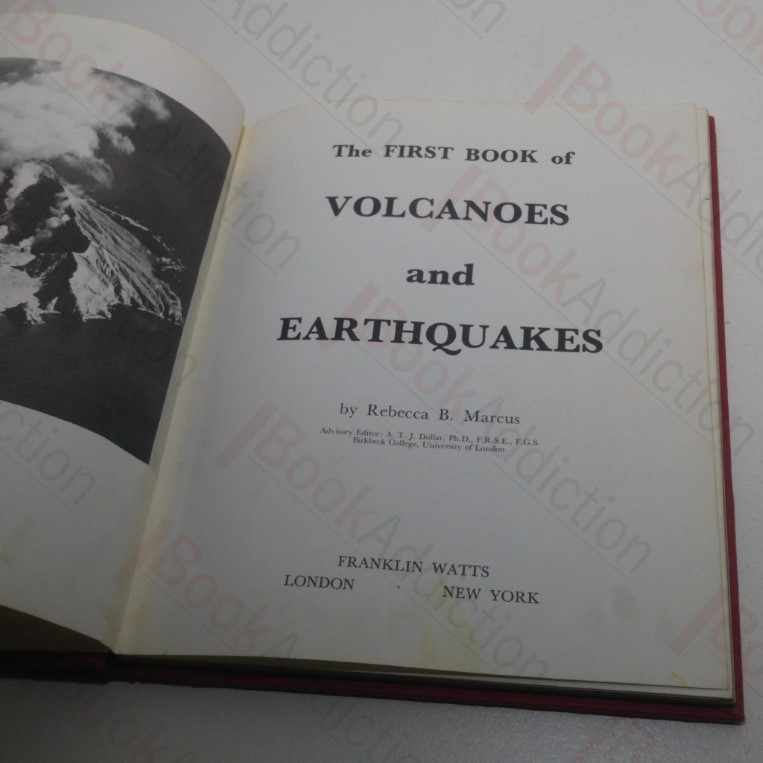 The FIRST BOOK of
VOLCANOES
and
EARTHQUAKES
by Rebecca B. Marcus
Advisory Editor: A. T. J. Dollar, Ph.D., F.R.S.E., F.G.S.
Birkbeck College, University of London
FRANKLIN WATTS
LONDON · NEW YORK
BookAddiction